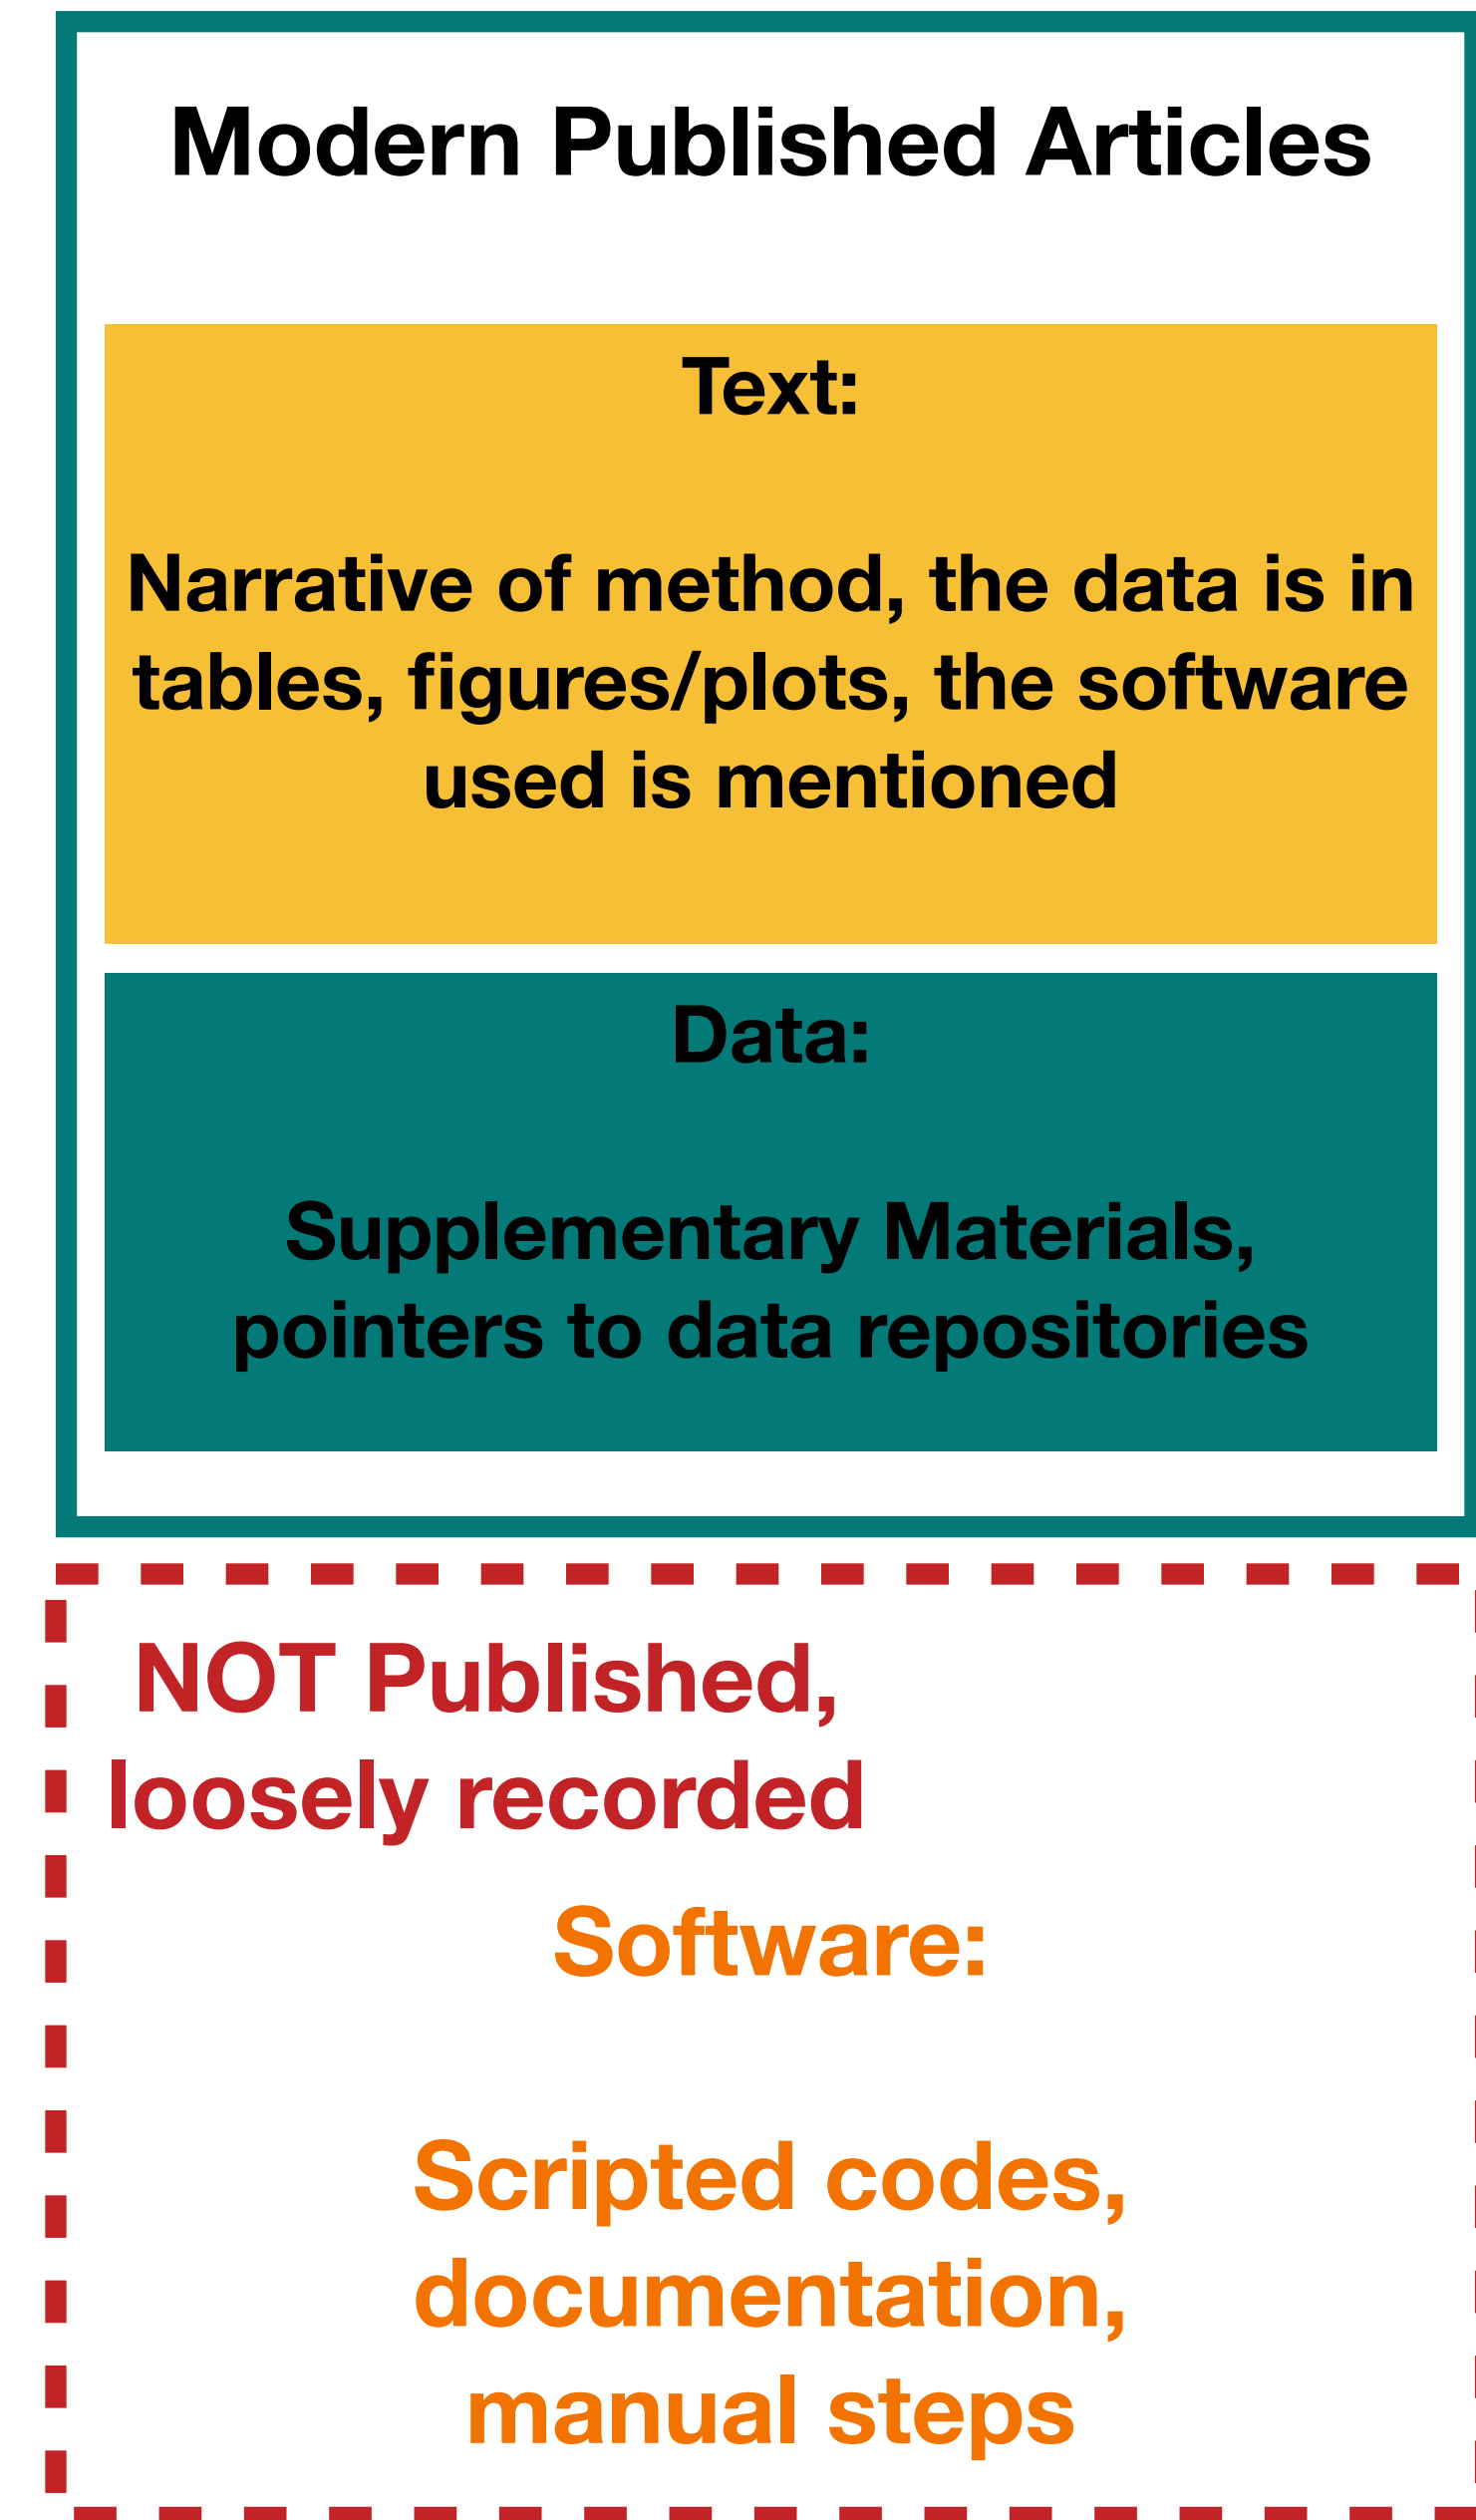 Modern Published Articles
Text:
Narrative of method, the data is in
tables, figures/plots, the software
used is mentioned
Data:
Supplementary Materials,
pointers to data repositories
NOT Published,
loosely recorded
Software:
Scripted codes,
documentation,
manual steps